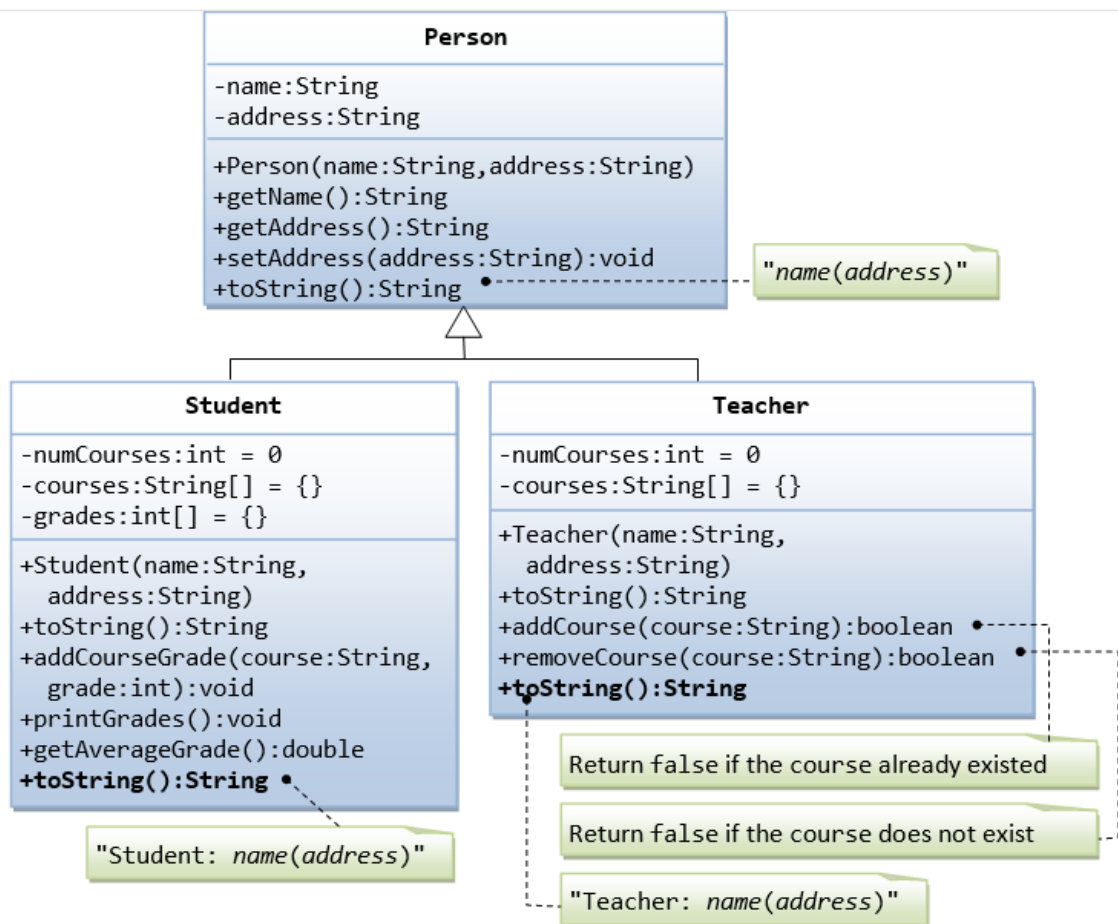 Person
-name:String
-address:String
+Person(name:String,address:String)
+getName():String
+getAddress():String
+setAddress(address:String):void
+toString():String
"name(address)"
Student
-numCourses:int = 0
-courses:String[] = {}
-grades:int[] = {}
+Student(name:String,
address:String)
+toString():String
+addCourseGrade(course:String,
grade:int):void
+printGrades():void
+getAverageGrade():double
+toString():String
"Student: name(address)"
Teacher
-numCourses:int = 0
-courses:String[] = {}
+Teacher(name:String,
address:String)
+toString():String
+addCourse(course:String):boolean
+removeCourse(course:String):boolean
+toString():String
Return false if the course already existed
Return false if the course does not exist
"Teacher: name(address)"